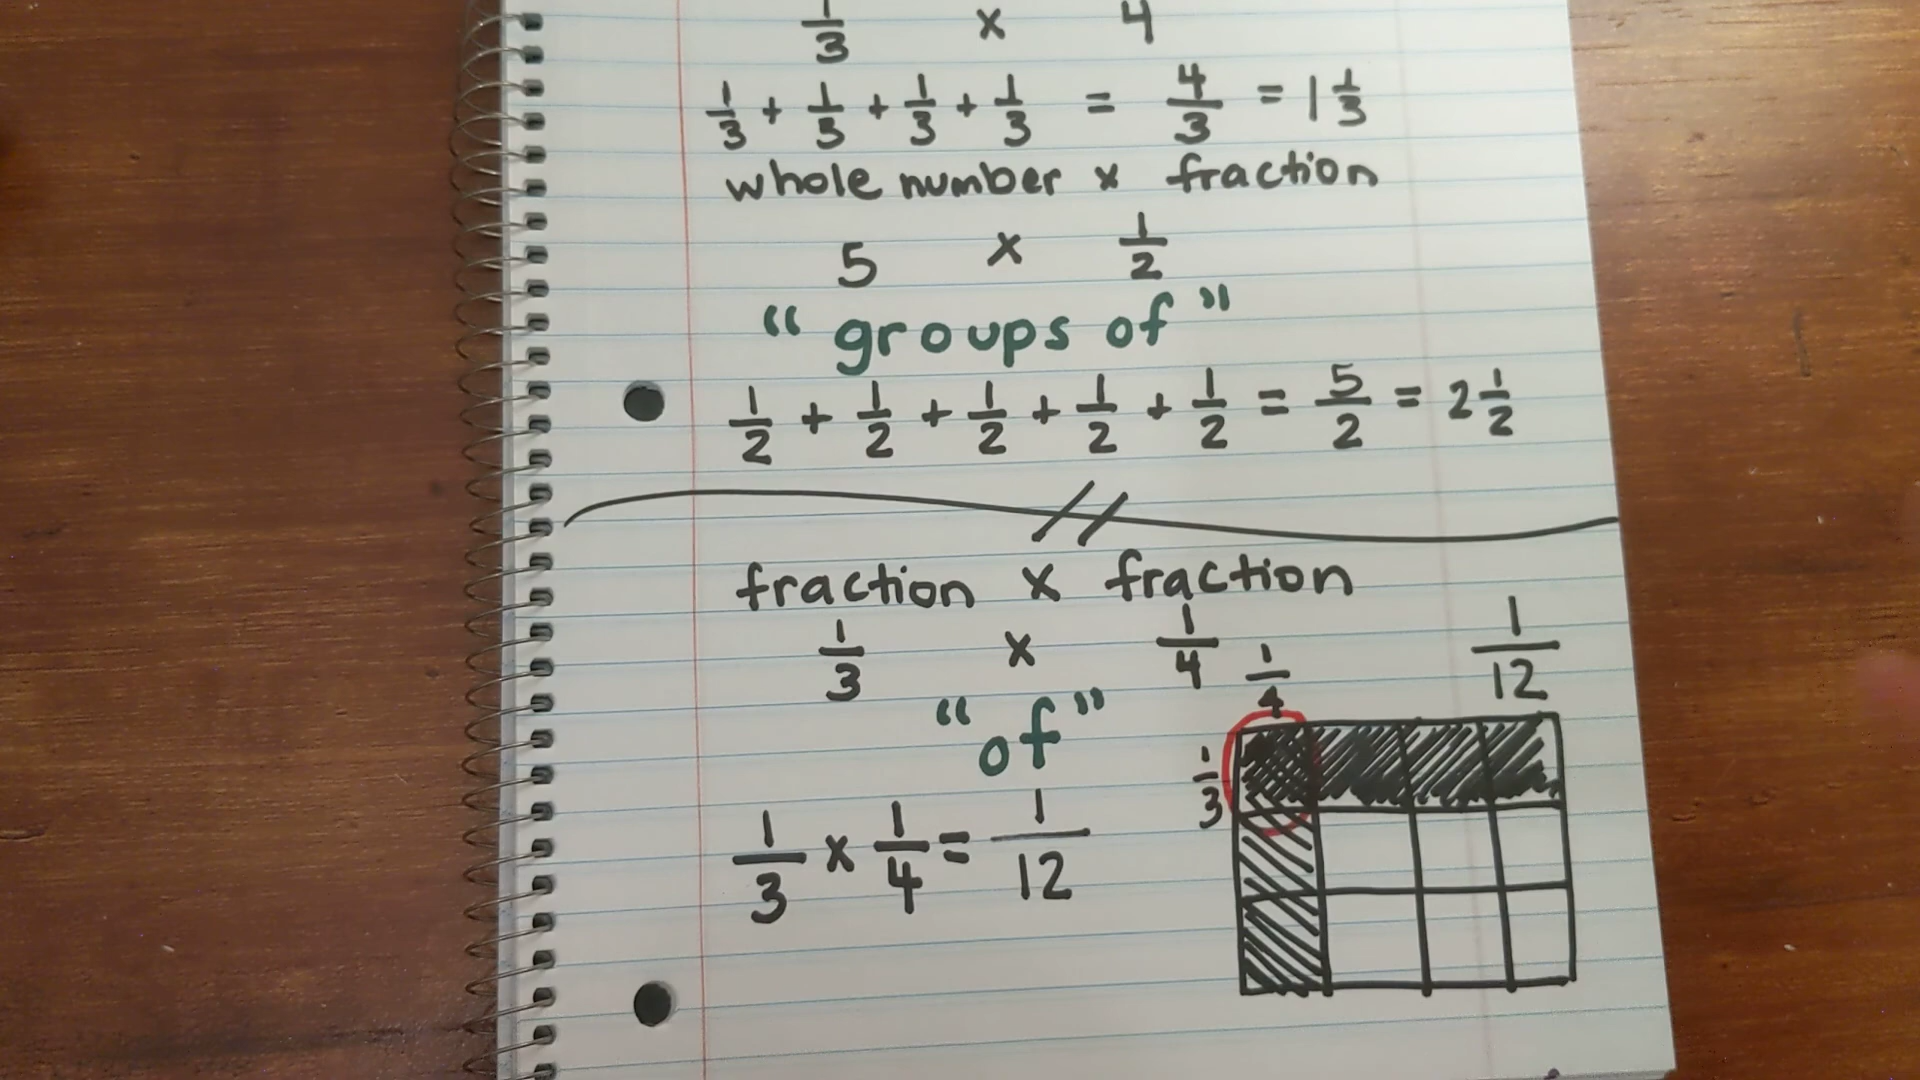 1/3 x 4
1/3 + 1/3 + 1/3 + 1/3 = 4/3 = 1 1/3
whole number x fraction
5 x 1/2
“groups of”
1/2 + 1/2 + 1/2 + 1/2 + 1/2 = 5/2 = 2 1/2
fraction x fraction
1/3 x 1/4
1/4
1/12
“of”
1/3
1/3 x 1/4 = 1/12